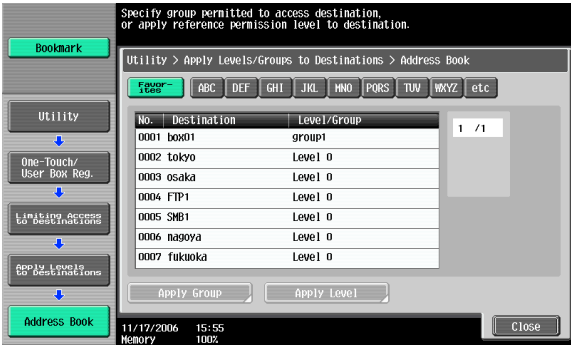 Specify group permitted to access destination,
or apply reference permission level to destination.
Bookmark
Utility > Apply Levels/Groups to Destinations > Address Book
Favor-
ites
ABC DEF GHI JKL MNO PQRS TUV WXYZ etc
Utility
One-Touch/
User Box Reg.
Limiting Access
to Destinations
Apply Levels
to Destinations
Address Book
No. Destination Level/Group
0001 box01 group1
0002 tokyo Level 0
0003 osaka Level 0
0004 FTP1 Level 0
0005 SMB1 Level 0
0006 nagoya Level 0
0007 fukuoka Level 0
1 /1
Apply Group Apply Level
11/17/2006 15:55
Memory 100%
Close